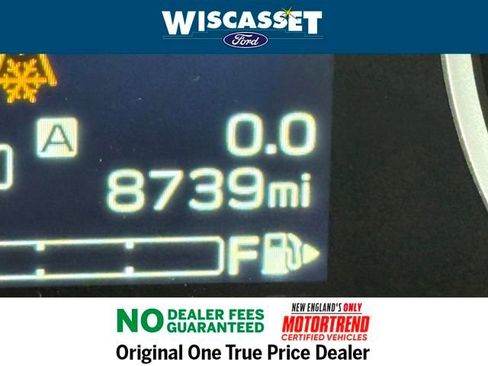 WISCASSET
Ford
A
0.0
8739mi
F
NO DEALER FEES GUARANTEED
NEW ENGLAND'S ONLY
MOTORTREND
CERTIFIED VEHICLES
Original One True Price Dealer